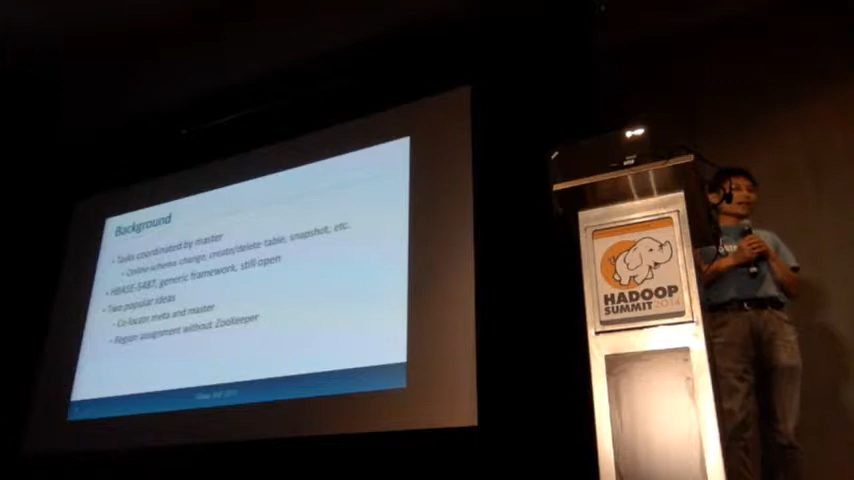 Background
- Tasks coordinated by master
- Online schema change, create/delete table, snapshot, etc.
- HBASE-5487, generic framework, still open
- Two popular ideas
- Co-locate meta and master
- Region assignment without ZooKeeper
HADOOP
SUMMIT 2014